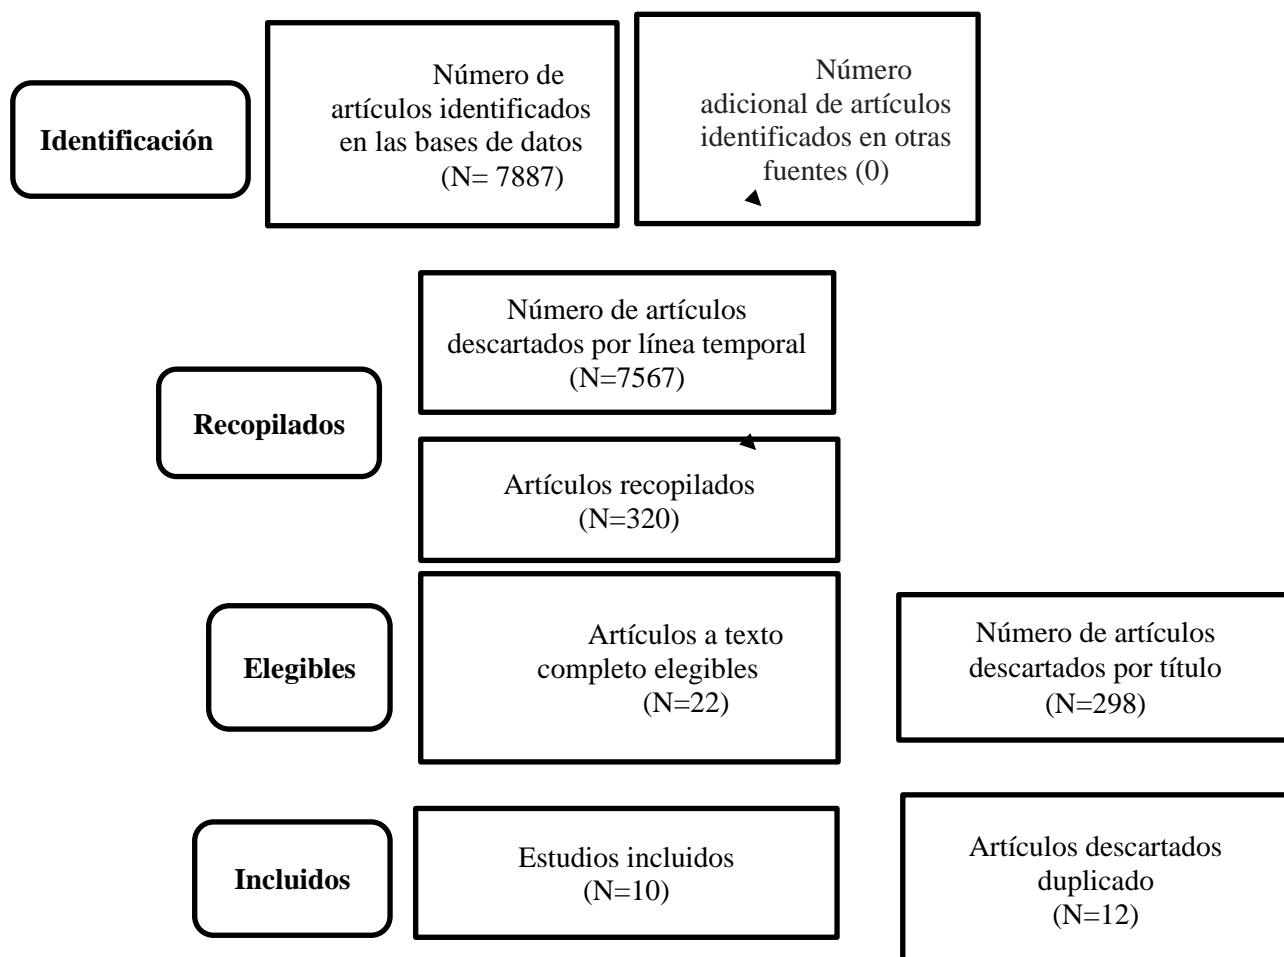 Identificación
Número de
artículos identificados
en las bases de datos
(N= 7887)
Número
adicional de artículos
identificados en otras
fuentes (0)
Número de artículos
descartados por línea temporal
(N=7567)
Recopilados
Artículos recopilados
(N=320)
Elegibles
Artículos a texto
completo elegibles
(N=22)
Número de artículos
descartados por título
(N=298)
Incluidos
Estudios incluidos
(N=10)
Artículos descartados
duplicado
(N=12)